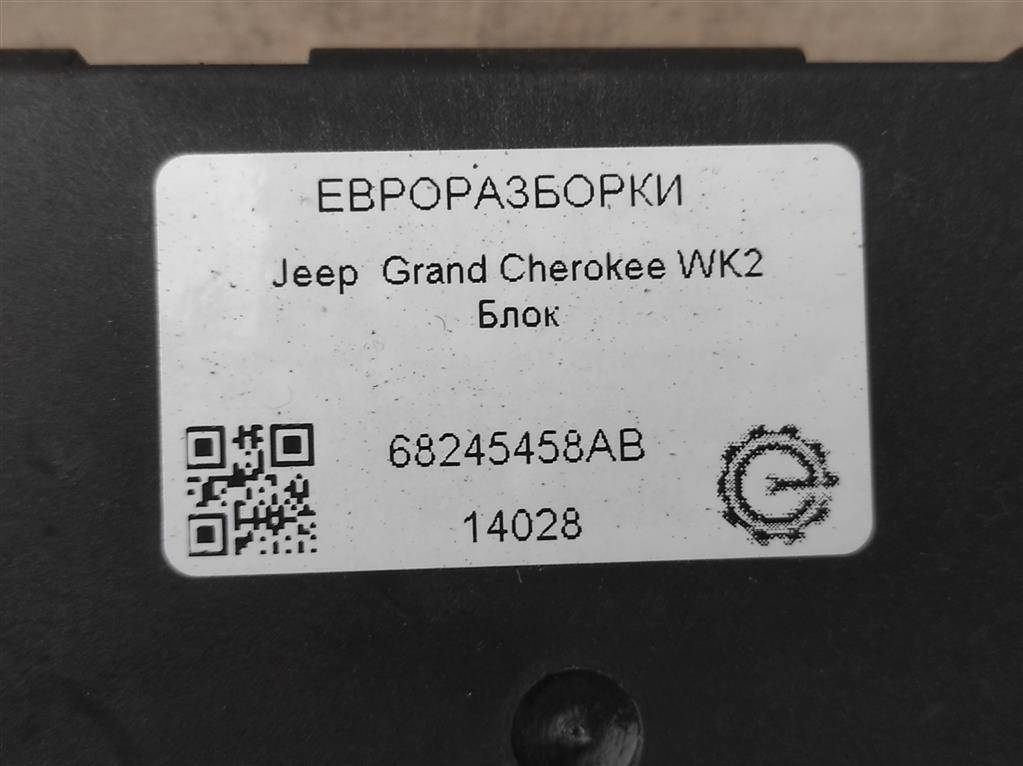 ЕВРОРАЗБОРКИ
Jeep Grand Cherokee WK2
Блок
68245458AB
14028